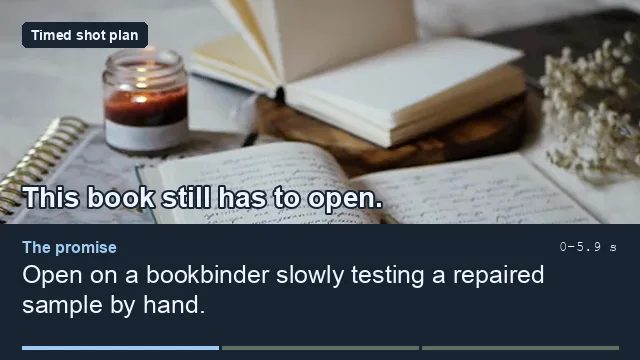 Timed shot plan
This book still has to open.
The promise
0–5.9 s
Open on a bookbinder slowly testing a repaired
sample by hand.